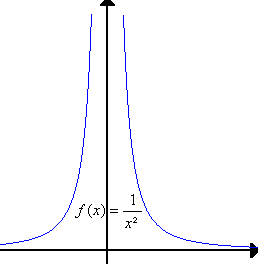 f(x) = 1/x²